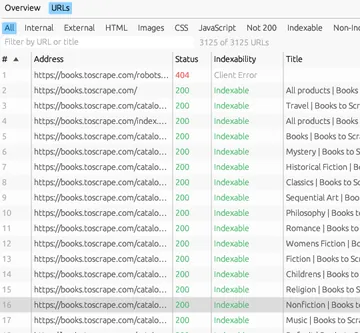 Overview URLs
All Internal External HTML Images CSS JavaScript Not 200 Indexable Non-In
Filter by URL or title 3125 of 3125 URLs
# Address Status Indexability Title
1 https://books.toscrape.com/robots... 404 Client Error
2 https://books.toscrape.com/ 200 Indexable All products | Books to S
3 https://books.toscrape.com/catalo... 200 Indexable Travel | Books to Scrap
4 https://books.toscrape.com/index.... 200 Indexable All products | Books to S
5 https://books.toscrape.com/catalo... 200 Indexable Books | Books to Scra
6 https://books.toscrape.com/catalo... 200 Indexable Mystery | Books to Scr
7 https://books.toscrape.com/catalo... 200 Indexable Historical Fiction | Bo
8 https://books.toscrape.com/catalo... 200 Indexable Classics | Books to Sc
9 https://books.toscrape.com/catalo... 200 Indexable Sequential Art | Book
10 https://books.toscrape.com/catalo... 200 Indexable Philosophy | Books to
11 https://books.toscrape.com/catalo... 200 Indexable Romance | Books to Sc
12 https://books.toscrape.com/catalo... 200 Indexable Womens Fiction | Boo
13 https://books.toscrape.com/catalo... 200 Indexable Fiction | Books to Scra
14 https://books.toscrape.com/catalo... 200 Indexable Childrens | Books to S
15 https://books.toscrape.com/catalo... 200 Indexable Religion | Books to Scr
16 https://books.toscrape.com/catalo... 200 Indexable Nonfiction | Books to
17 https://books.toscrape.com/catalo... 200 Indexable Music | Books to Scrap